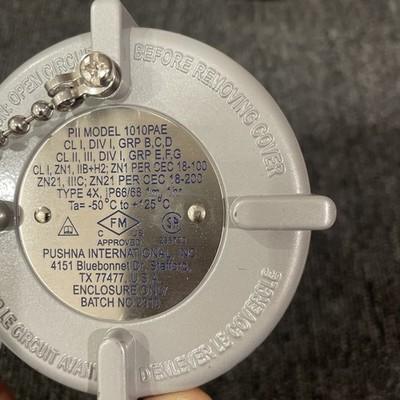 OPEN CIRCUIT BEFORE REMOVING COVER
PII MODEL 1010PAE
CL I, DIV I, GRP B,C,D
CL II, III, DIV I, GRP E,F,G
CL I, ZN1, IIB+H2; ZN1 PER CEC 18-100
ZN21, IIIC; ZN21 PER CEC 18-200
TYPE 4X, IP66/68 1m, 1hr
Ta= -50°C to +125°C
FM
C US
APPROVED
PUSHNA INTERNATIONAL, INC
4151 Bluebonnet Dr, Stafford,
TX 77477, U.S.A
ENCLOSURE ONLY
BATCH NO.
LE CIRCUIT AVANT D'ENLEVER LE COUVERCLE